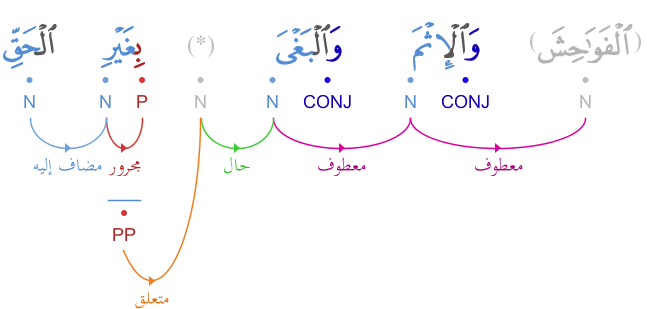 (ٱلْفَوَٰحِشَ) وَٱلْإِثْمَ وَٱلْبَغْىَ (*) بِغَيْرِ ٱلْحَقِّ
N CONJ N CONJ N N P N N
معطوف معطوف حال مجرور مضاف إليه
PP
متعلق